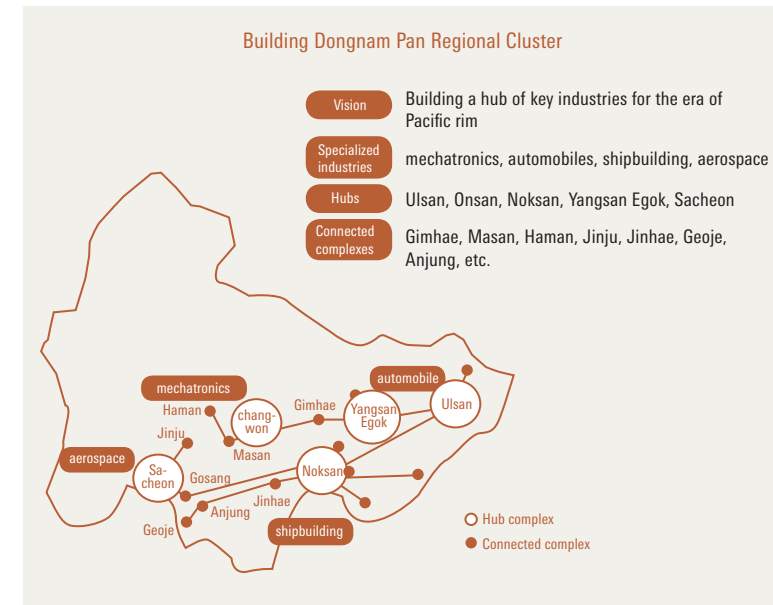 Building Dongnam Pan Regional Cluster
Vision
Building a hub of key industries for the era of
Pacific rim
Specialized
industries
mechatronics, automobiles, shipbuilding, aerospace
Hubs
Ulsan, Onsan, Noksan, Yangsan Egok, Sacheon
Connected
complexes
Gimhae, Masan, Haman, Jinju, Jinhae, Geoje,
Anjung, etc.
mechatronics
automobile
Haman
chang-
won
Gimhae
Yangsan
Egok
Ulsan
Jinju
Masan
aerospace
Sa-
cheon
Gosang
Noksan
Jinhae
Anjung
Geoje
shipbuilding
Hub complex
Connected complex